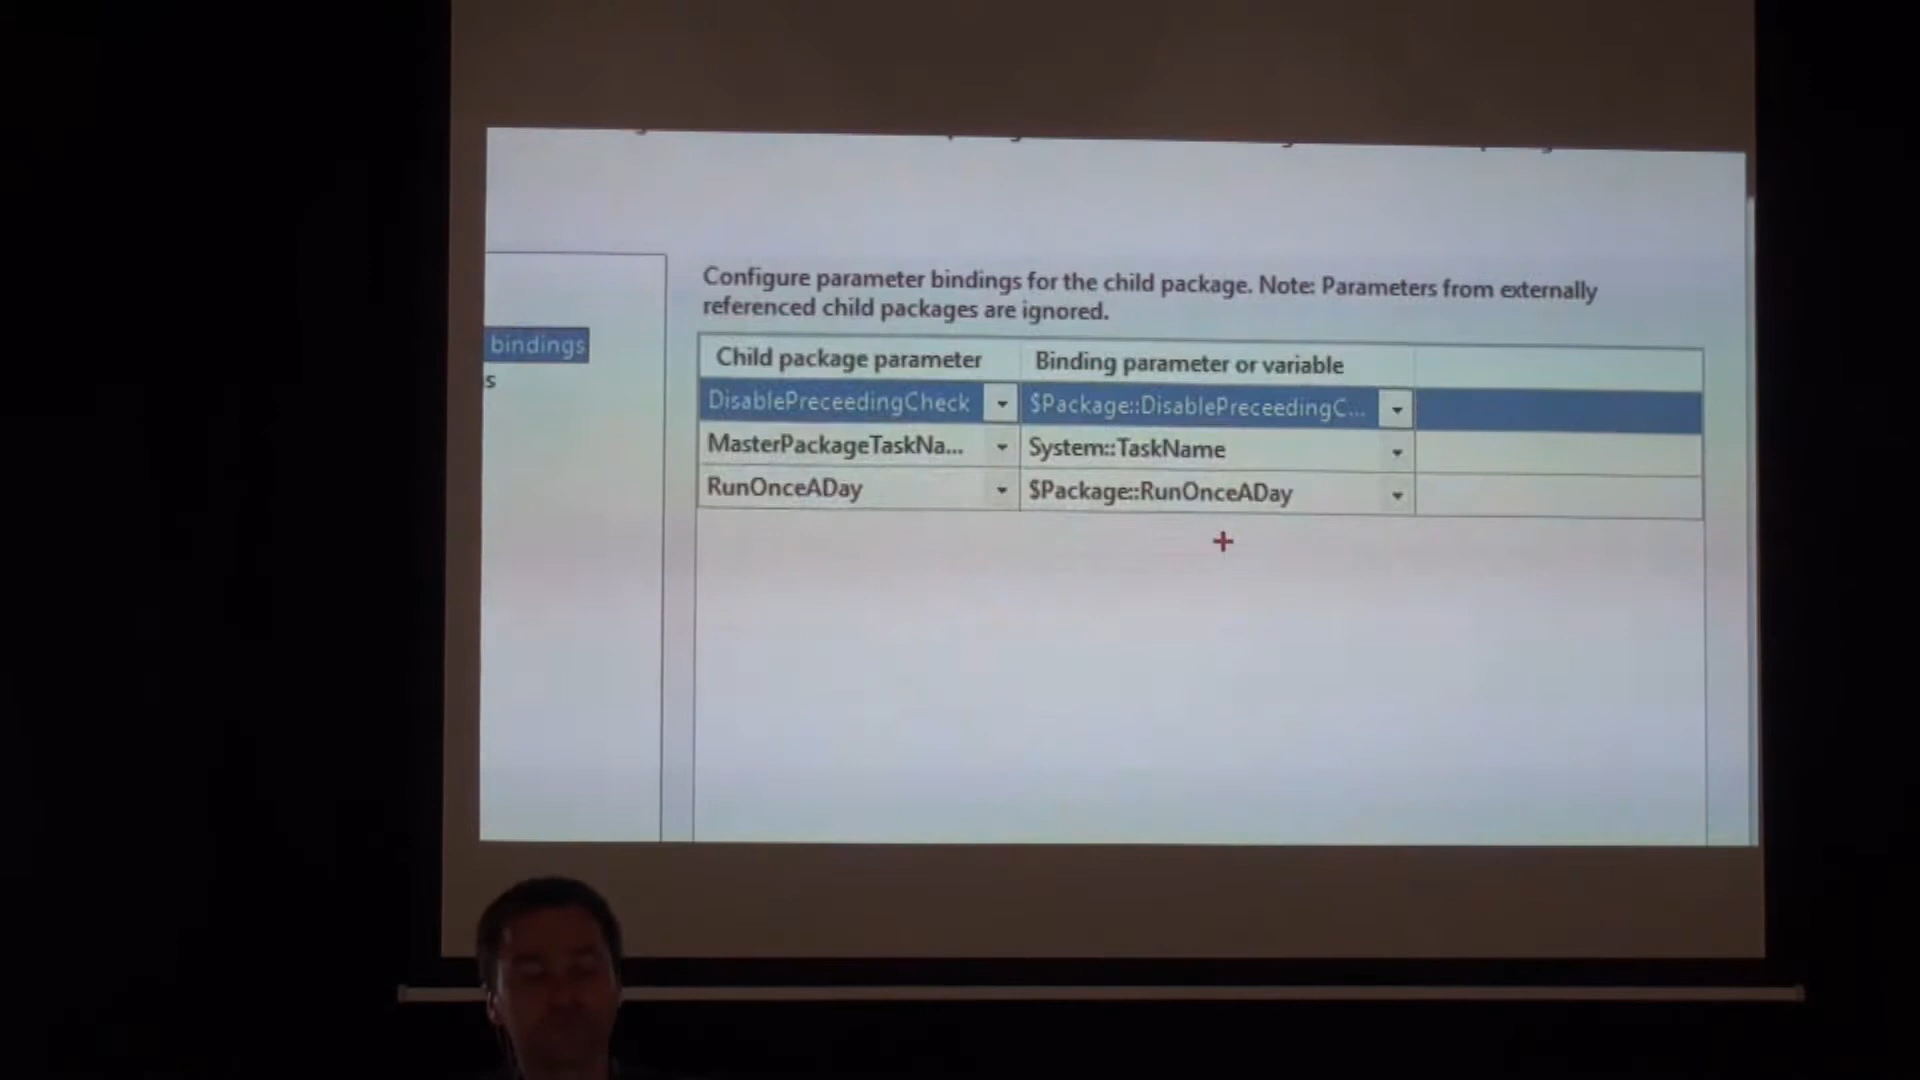 Configure parameter bindings for the child package. Note: Parameters from externally
referenced child packages are ignored.
bindings
s
Child package parameter Binding parameter or variable
DisablePreceedingCheck $Package::DisablePreceedingC...
MasterPackageTaskNa... System::TaskName
RunOnceADay $Package::RunOnceADay